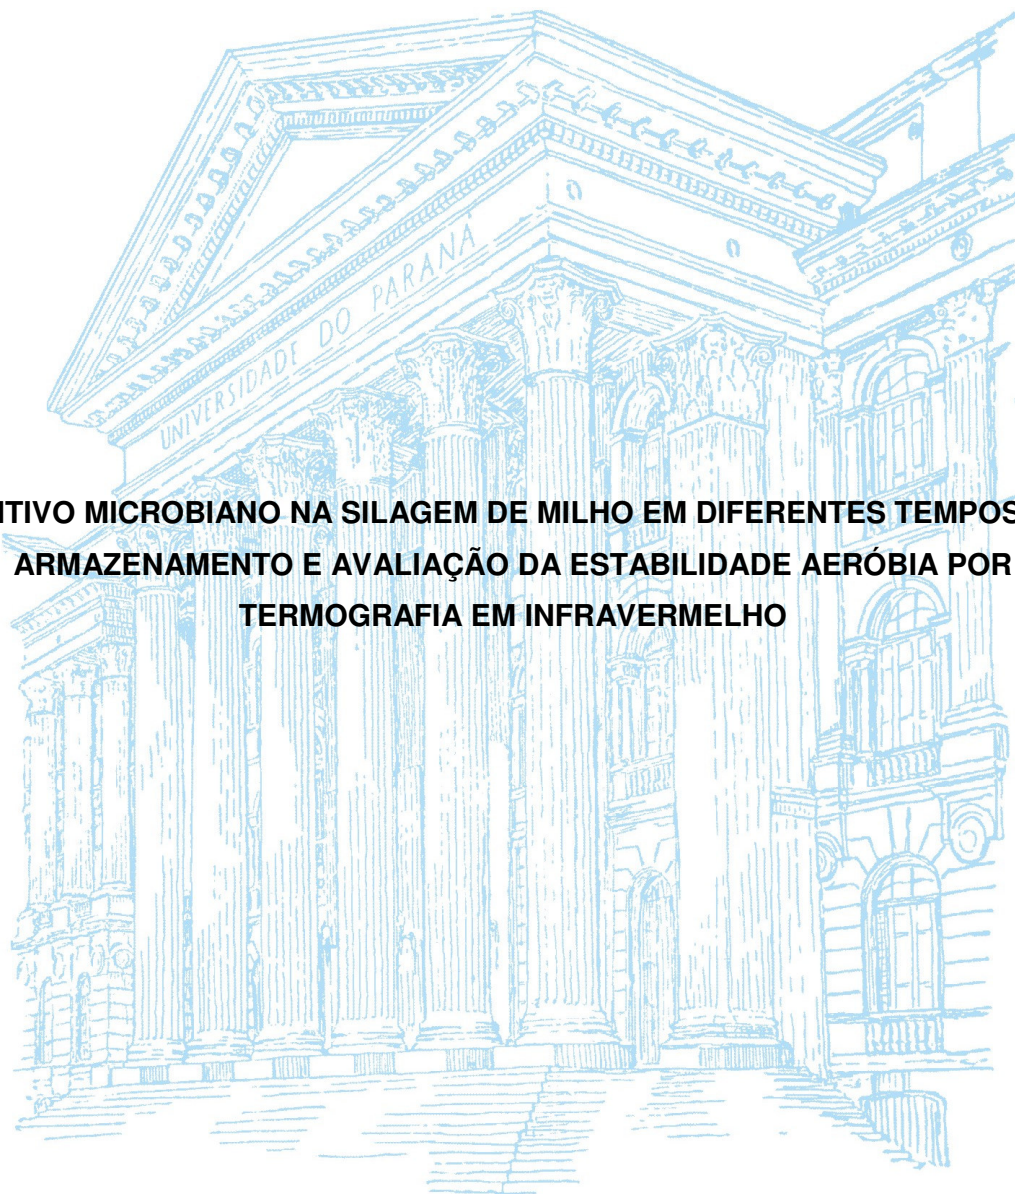 UNIVERSIDADE DO PARANÁ
ITIVO MICROBIANO NA SILAGEM DE MILHO EM DIFERENTES TEMPOS
ARMAZENAMENTO E AVALIAÇÃO DA ESTABILIDADE AERÓBIA POR
TERMOGRAFIA EM INFRAVERMELHO